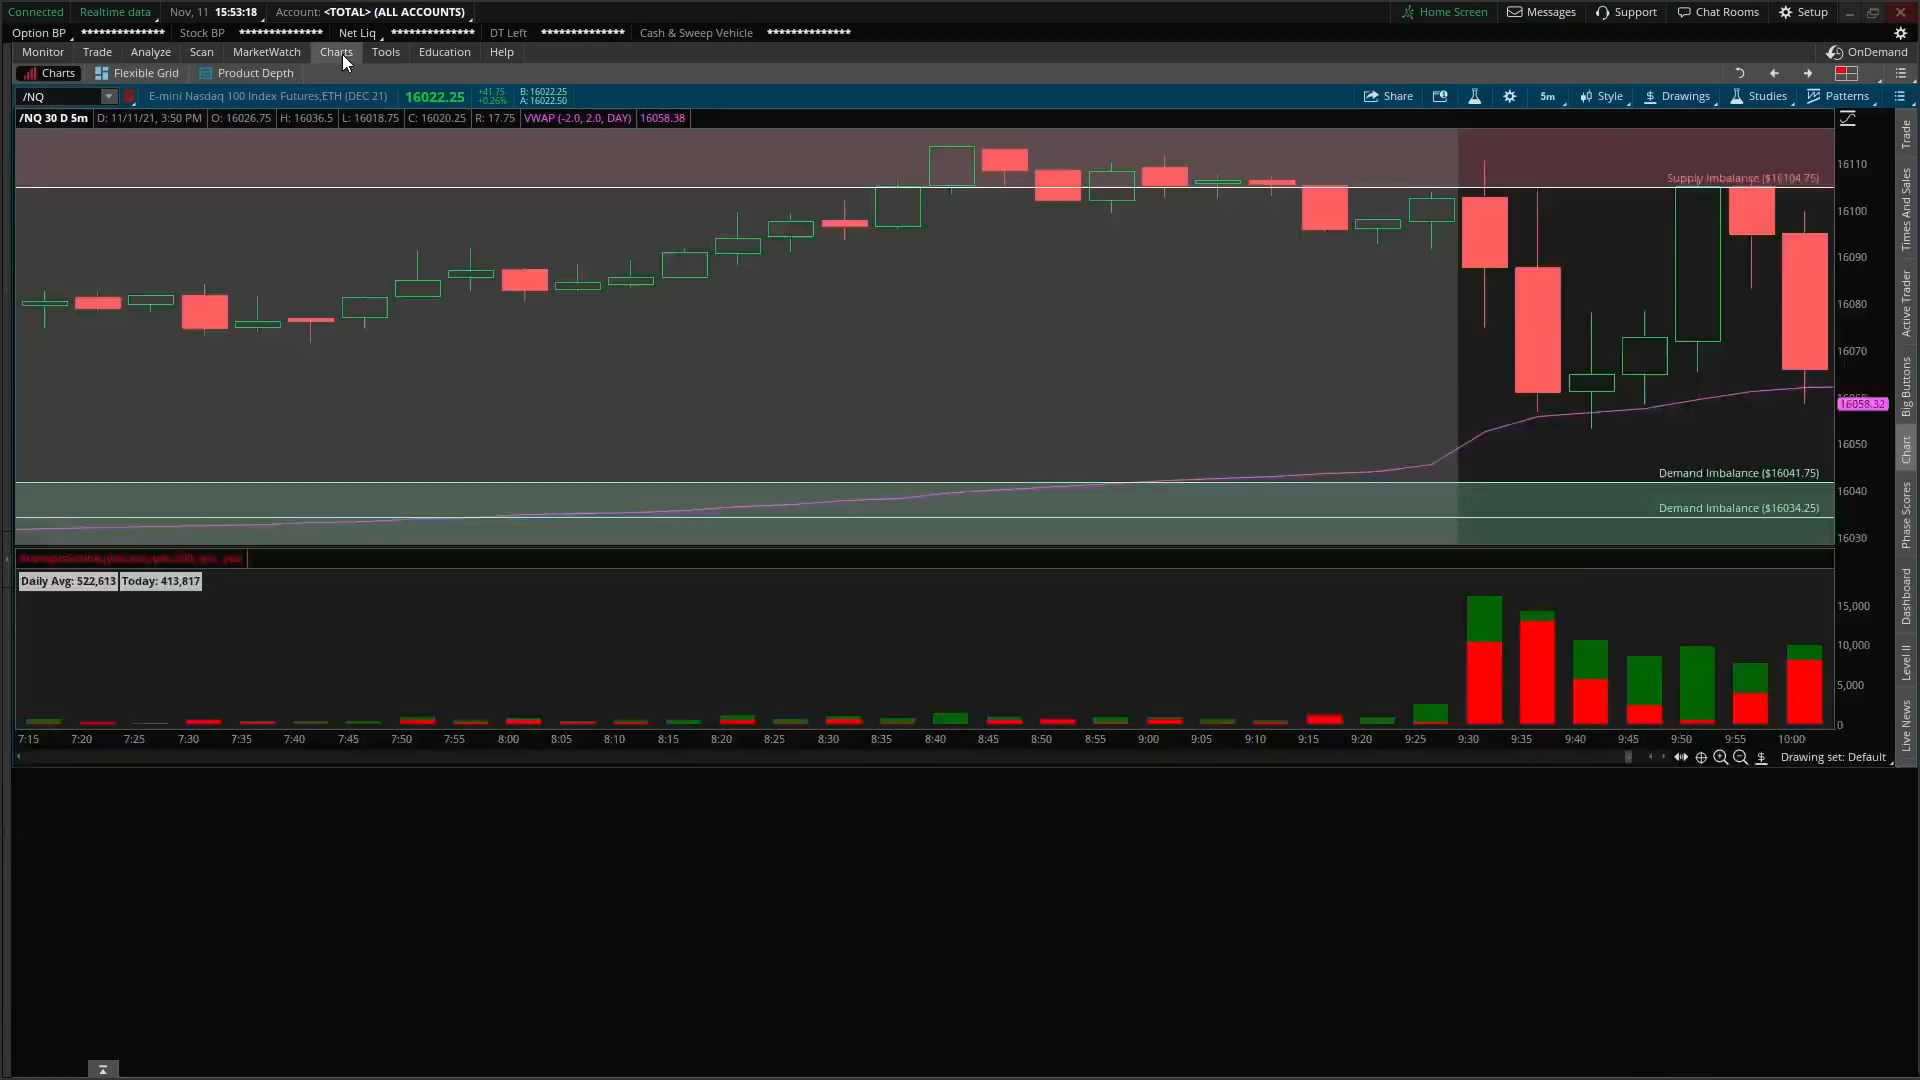 Connected Realtime data Nov, 11 15:53:18 Account: <TOTAL> (ALL ACCOUNTS) Home Screen Messages Support Chat Rooms Setup
Option BP ************** Stock BP ************** Net Liq ************** DT Left ************** Cash & Sweep Vehicle **************
Monitor Trade Analyze Scan MarketWatch Charts Tools Education Help OnDemand
Charts Flexible Grid Product Depth
/NQ E-mini Nasdaq 100 Index Futures,ETH (DEC 21) 16022.25 +41.75 B: 16022.25 Share 5m Style Drawings Studies Patterns
+0.26% A: 16022.50
/NQ 30 D 5m D: 11/11/21, 3:50 PM O: 16026.75 H: 16036.5 L: 16018.75 C: 16020.25 R: 17.75 VWAP (-2.0, 2.0, DAY) 16058.38
16110
Supply Imbalance ($16104.75)
16100
16090
16080
16070
16058.32
16050
Demand Imbalance ($16041.75)
16040
Demand Imbalance ($16034.25)
16030
Daily Avg: 522,613 Today: 413,817
15,000
10,000
5,000
0
7:15 7:20 7:25 7:30 7:35 7:40 7:45 7:50 7:55 8:00 8:05 8:10 8:15 8:20 8:25 8:30 8:35 8:40 8:45 8:50 8:55 9:00 9:05 9:10 9:15 9:20 9:25 9:30 9:35 9:40 9:45 9:50 9:55 10:00
Drawing set: Default
Trade
Times And Sales
Active Trader
Big Buttons
Chart
Phase Scores
Dashboard
Level II
Live News